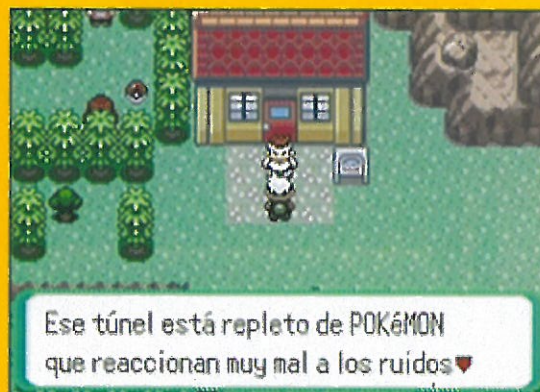 Ese túnel está repleto de POKéMON
que reaccionan muy mal a los ruidos▼